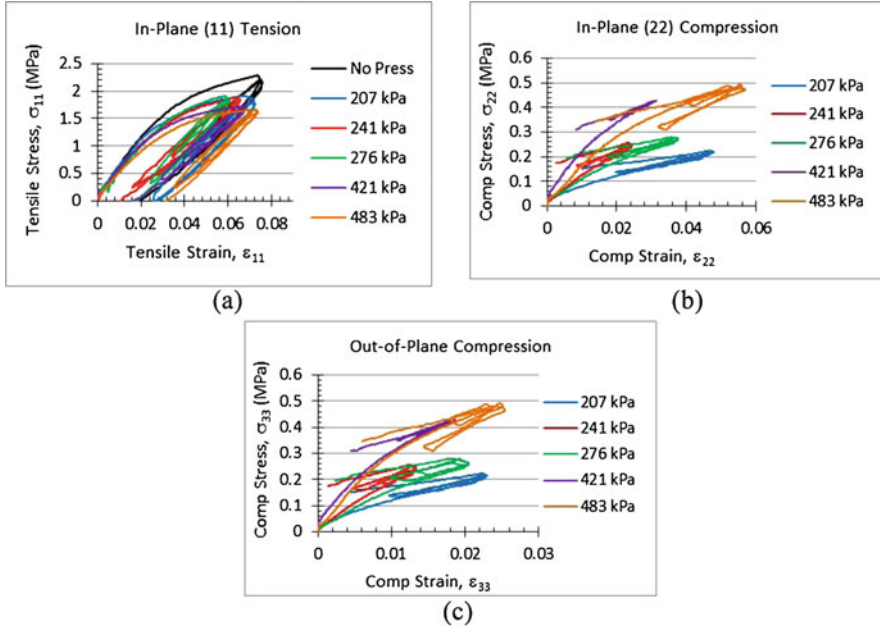 In-Plane (11) Tension
Tensile Stress, σ11 (MPa)
2.5
2
1.5
1
0.5
0
0 0.02 0.04 0.06 0.08
Tensile Strain, ε11
No Press
207 kPa
241 kPa
276 kPa
421 kPa
483 kPa
(a)
In-Plane (22) Compression
Comp Stress, σ22 (MPa)
0.6
0.5
0.4
0.3
0.2
0.1
0
0 0.02 0.04 0.06
Comp Strain, ε22
207 kPa
241 kPa
276 kPa
421 kPa
483 kPa
(b)
Out-of-Plane Compression
Comp Stress, σ33 (MPa)
0.6
0.5
0.4
0.3
0.2
0.1
0
0 0.01 0.02 0.03
Comp Strain, ε33
207 kPa
241 kPa
276 kPa
421 kPa
483 kPa
(c)